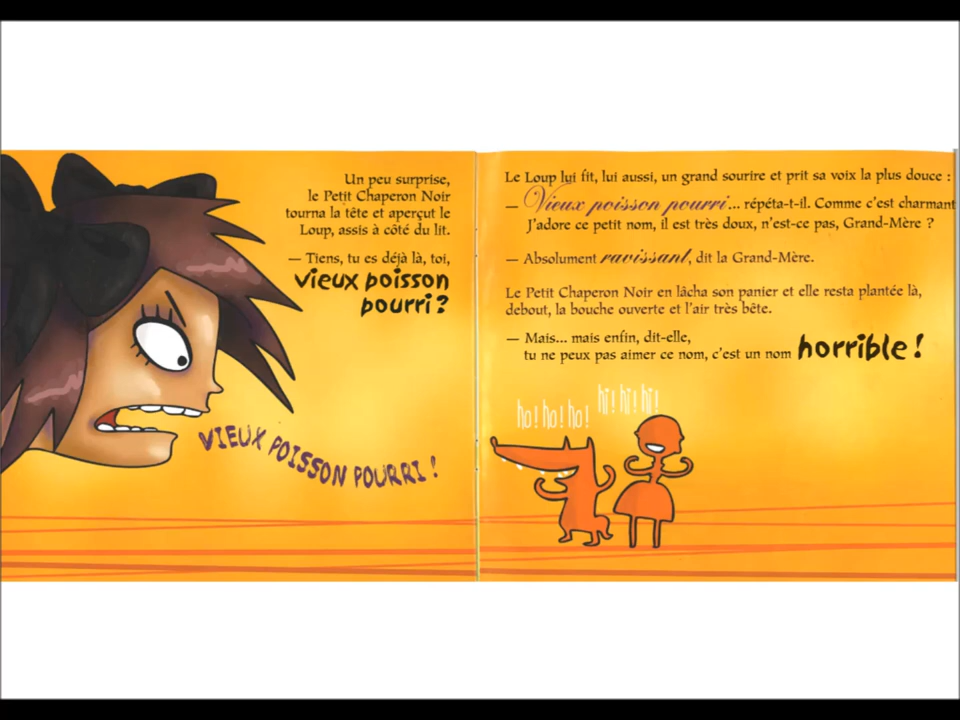 Un peu surprise,
le Petit Chaperon Noir
tourna la tête et aperçut le
Loup, assis à côté du lit.
— Tiens, tu es déjà là, toi,
vieux poisson
pourri?
VIEUX POISSON POURRI !
Le Loup lui fit, lui aussi, un grand sourire et prit sa voix la plus douce :
— Vieux poisson pourri... répéta-t-il. Comme c'est charmant
J'adore ce petit nom, il est très doux, n'est-ce pas, Grand-Mère ?
— Absolument ravissant, dit la Grand-Mère.
Le Petit Chaperon Noir en lâcha son panier et elle resta plantée là,
debout, la bouche ouverte et l'air très bête.
— Mais... mais enfin, dit-elle,
tu ne peux pas aimer ce nom, c'est un nom horrible !
ho! ho! ho! hi! hi! hi!